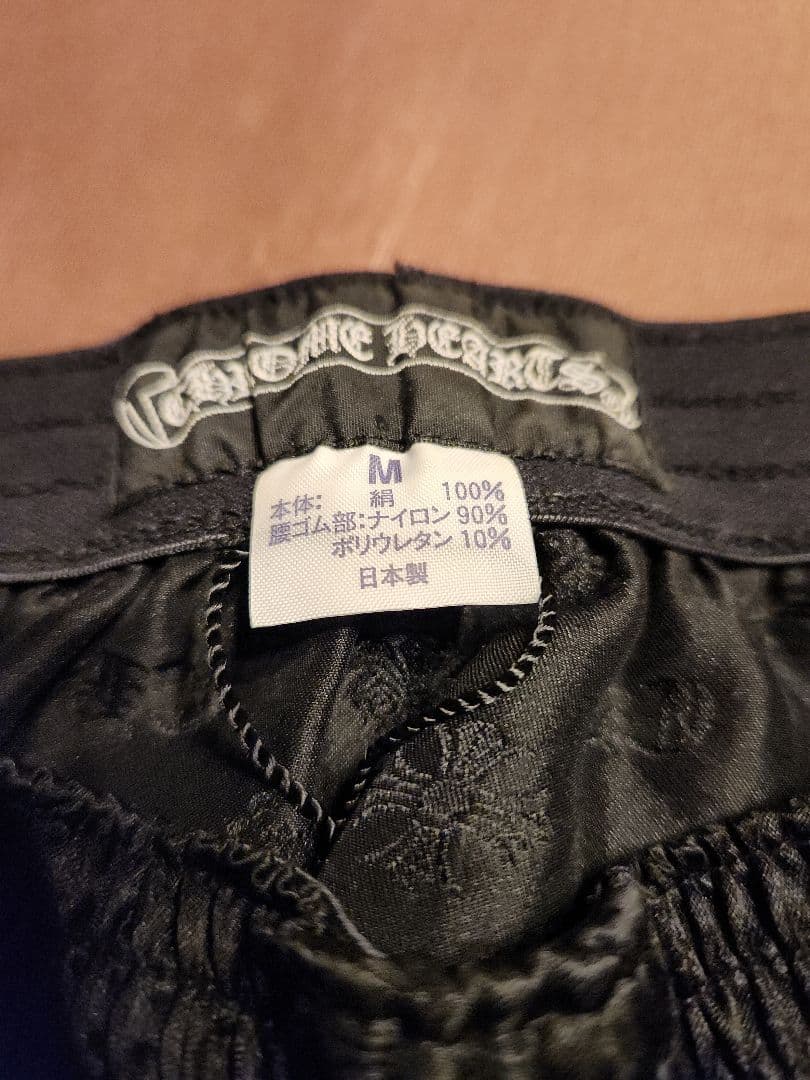 CHROME HEARTS
M
本体: 絹 100%
腰ゴム部:ナイロン 90%
ポリウレタン 10%
日本製